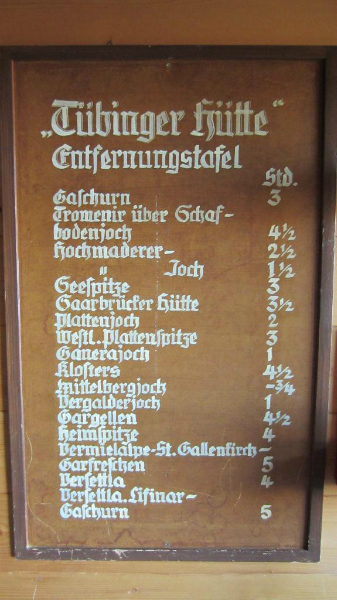 „Tübinger Hütte"
Entfernungstafel
Std.
Gaschurn 3
Tromenir über Schaf-
bodenjoch 4½
Hochmaderer- 2½
" Joch 1½
Seespitze 3
Saarbrücker Hütte 3½
Plattenjoch 2
westl. Plattenspitze 3
Ganerajoch 1
Klosters 4½
Mittelbergjoch -¾
Vergalderjoch 1
Gargellen 4½
Heimspitze 4
Vermielalpe-St. Gallenkirch-
Garfreschen 5
Versettla 4
Versettla. Lifinar-
Gaschurn 5